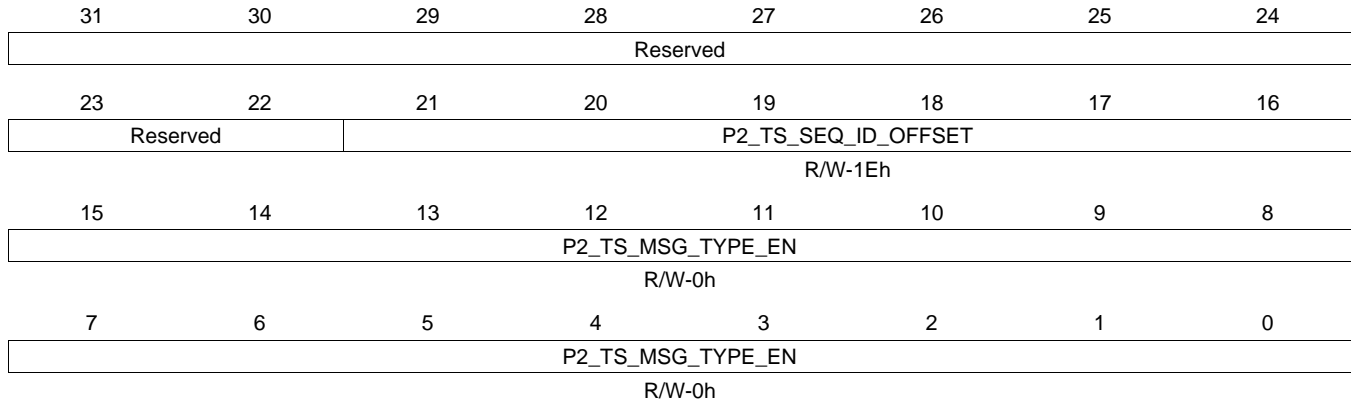 31 30 29 28 27 26 25 24
Reserved
23 22 21 20 19 18 17 16
Reserved P2_TS_SEQ_ID_OFFSET
R/W-1Eh
15 14 13 12 11 10 9 8
P2_TS_MSG_TYPE_EN
R/W-0h
7 6 5 4 3 2 1 0
P2_TS_MSG_TYPE_EN
R/W-0h